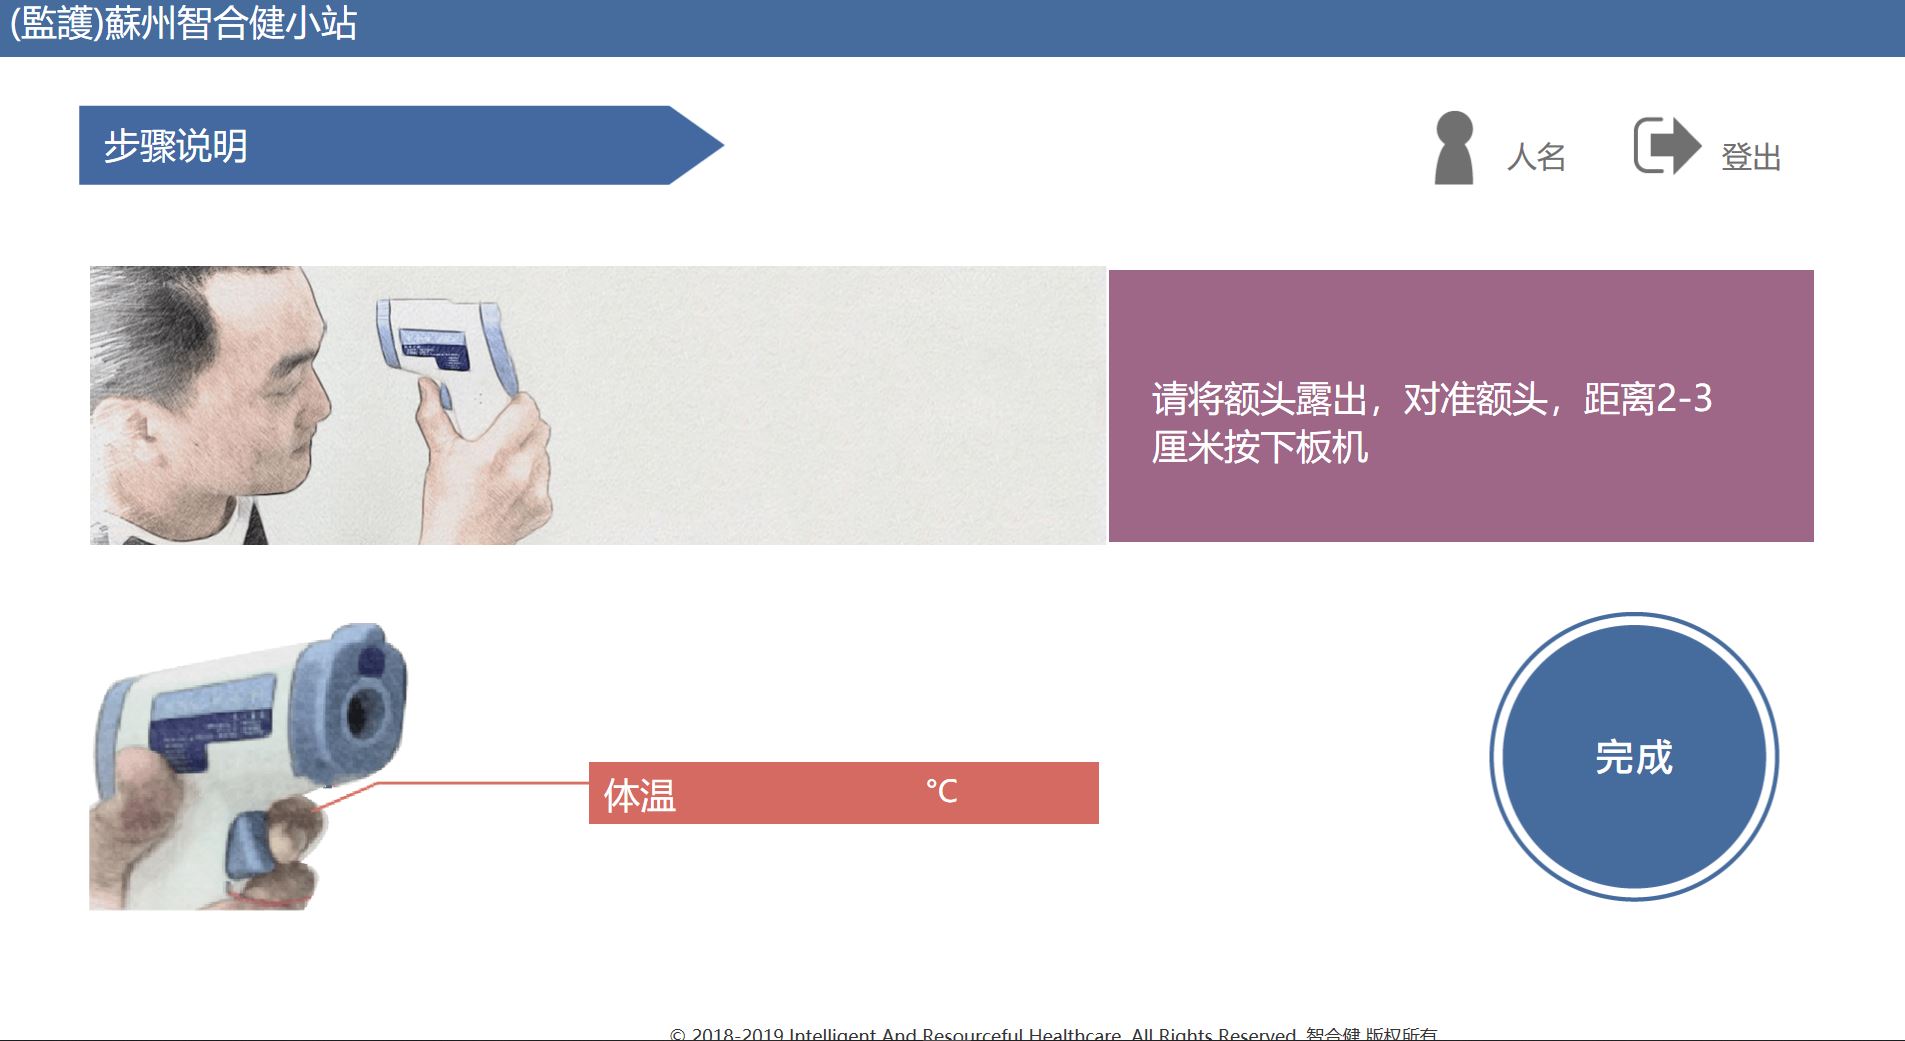 (監護)蘇州智合健小站
步骤说明
人名
登出
请将额头露出，对准额头，距离2-3
厘米按下板机
体温 °C
完成
© 2018-2019 Intelligent And Resourceful Healthcare. All Rights Reserved. 智合健 版权所有